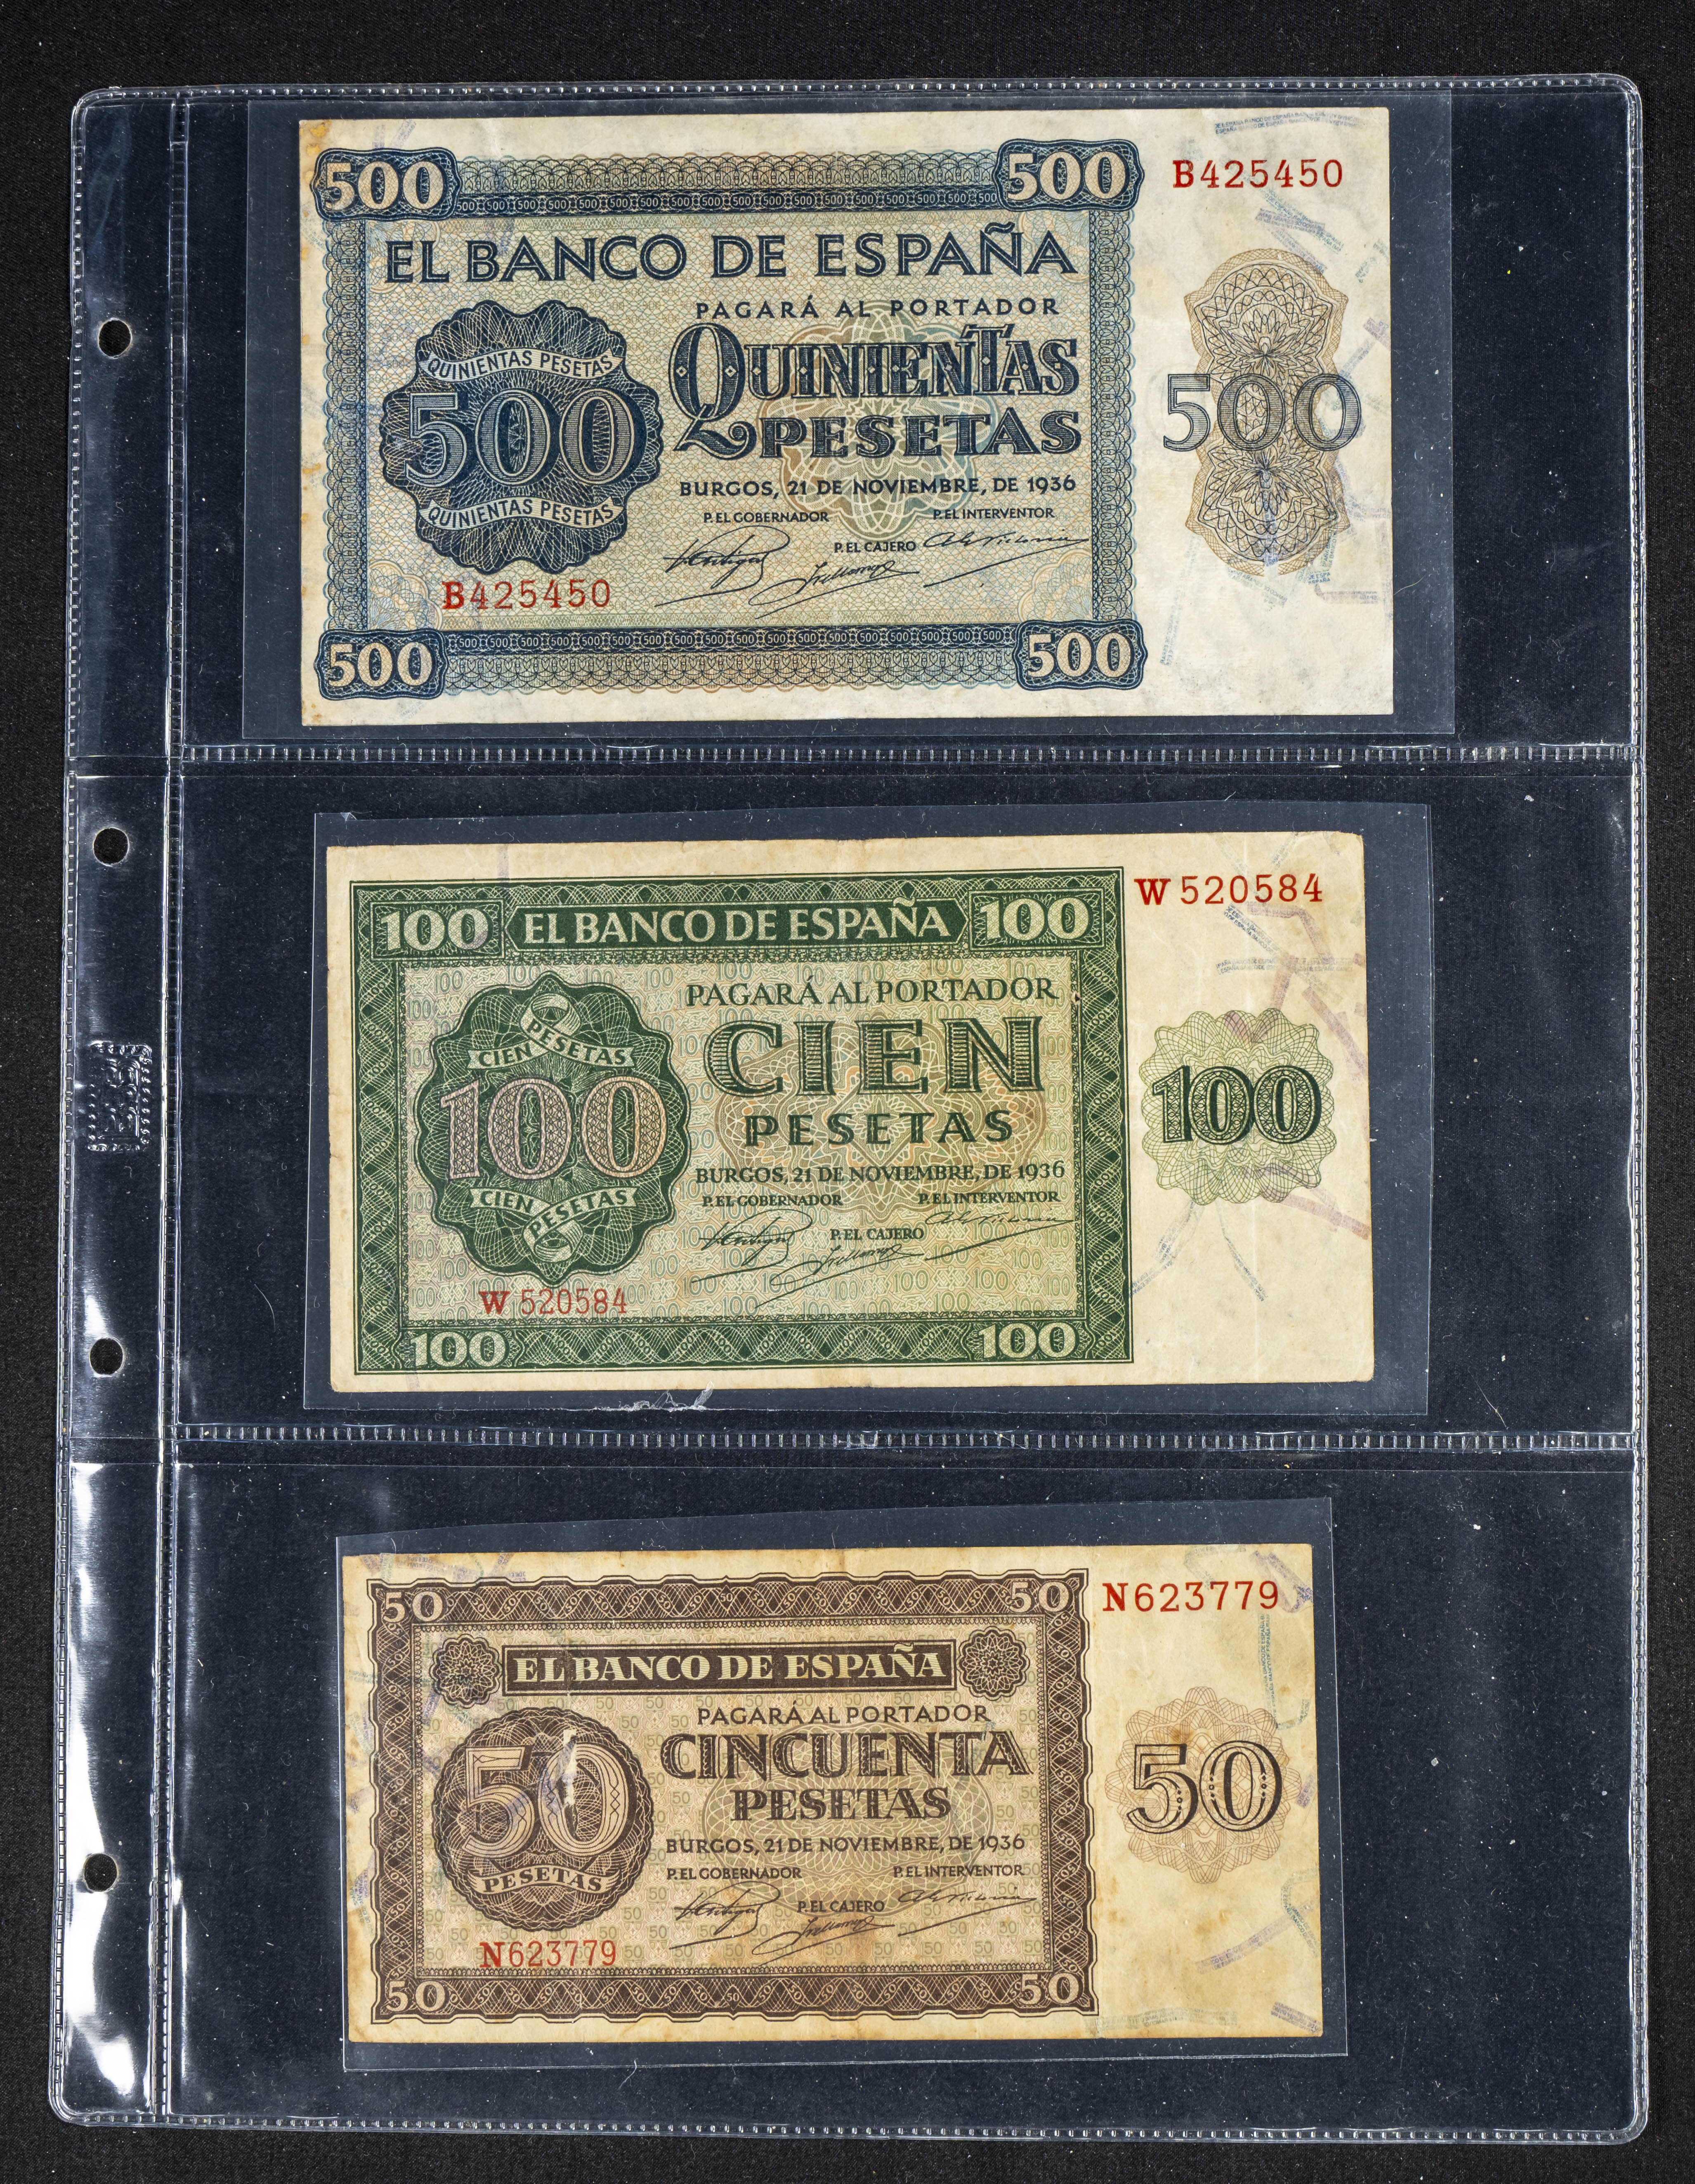 500 500
B425450
EL BANCO DE ESPAÑA
PAGARÁ AL PORTADOR
QUINIENTAS
PESETAS
QUINIENTAS PESETAS
500
QUINIENTAS PESETAS
500
BURGOS, 21 DE NOVIEMBRE, DE 1936
P. EL GOBERNADOR
P. EL INTERVENTOR
P. EL CAJERO
B425450
500 500
100 EL BANCO DE ESPAÑA 100
W 520584
PAGARÁ AL PORTADOR
CIEN
PESETAS
CIEN PESETAS
100
CIEN PESETAS
100
BURGOS, 21 DE NOVIEMBRE, DE 1936
P. EL GOBERNADOR
P. EL INTERVENTOR
P. EL CAJERO
W 520584
100 100
50 50
N623779
EL BANCO DE ESPAÑA
PAGARÁ AL PORTADOR
CINCUENTA
PESETAS
50
PESETAS
50
BURGOS, 21 DE NOVIEMBRE, DE 1936
P. EL GOBERNADOR
P. EL INTERVENTOR
P. EL CAJERO
N623779
50 50